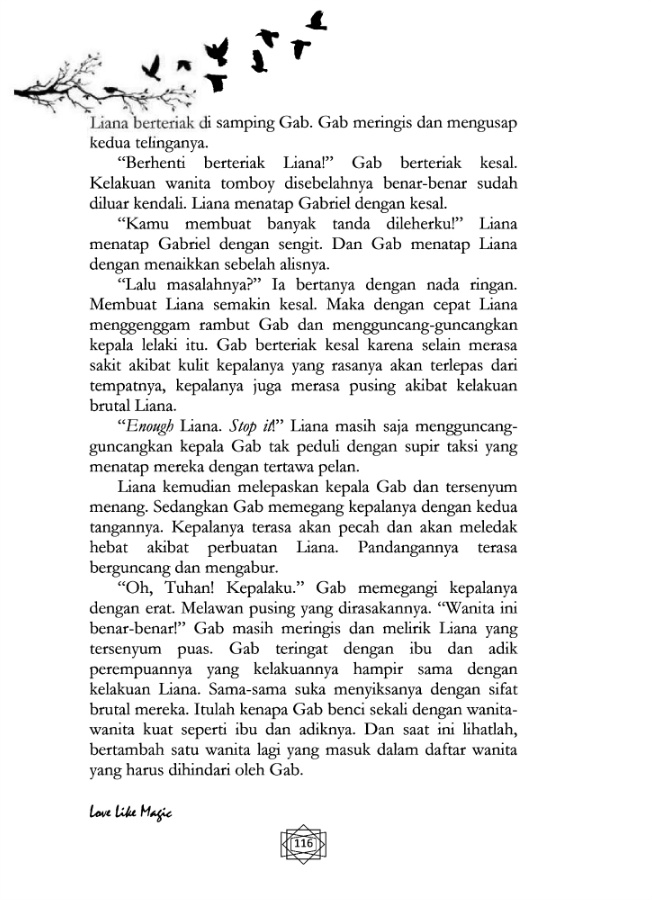 Liana berteriak di samping Gab. Gab meringis dan mengusap
kedua telinganya.
“Berhenti berteriak Liana!” Gab berteriak kesal.
Kelakuan wanita tomboy disebelahnya benar-benar sudah
diluar kendali. Liana menatap Gabriel dengan kesal.
“Kamu membuat banyak tanda dileherku!” Liana
menatap Gabriel dengan sengit. Dan Gab menatap Liana
dengan menaikkan sebelah alisnya.
“Lalu masalahnya?” Ia bertanya dengan nada ringan.
Membuat Liana semakin kesal. Maka dengan cepat Liana
menggenggam rambut Gab dan mengguncang-guncangkan
kepala lelaki itu. Gab berteriak kesal karena selain merasa
sakit akibat kulit kepalanya yang rasanya akan terlepas dari
tempatnya, kepalanya juga merasa pusing akibat kelakuan
brutal Liana.
“Enough Liana. Stop it!” Liana masih saja mengguncang-
guncangkan kepala Gab tak peduli dengan supir taksi yang
menatap mereka dengan tertawa pelan.
Liana kemudian melepaskan kepala Gab dan tersenyum
menang. Sedangkan Gab memegang kepalanya dengan kedua
tangannya. Kepalanya terasa akan pecah dan akan meledak
hebat akibat perbuatan Liana. Pandangannya terasa
berguncang dan mengabur.
“Oh, Tuhan! Kepalaku.” Gab memegangi kepalanya
dengan erat. Melawan pusing yang dirasakannya. “Wanita ini
benar-benar!” Gab masih meringis dan melirik Liana yang
tersenyum puas. Gab teringat dengan ibu dan adik
perempuannya yang kelakuannya hampir sama dengan
kelakuan Liana. Sama-sama suka menyiksanya dengan sifat
brutal mereka. Itulah kenapa Gab benci sekali dengan wanita-
wanita kuat seperti ibu dan adiknya. Dan saat ini lihatlah,
bertambah satu wanita lagi yang masuk dalam daftar wanita
yang harus dihindari oleh Gab.
Love Like Magic
116